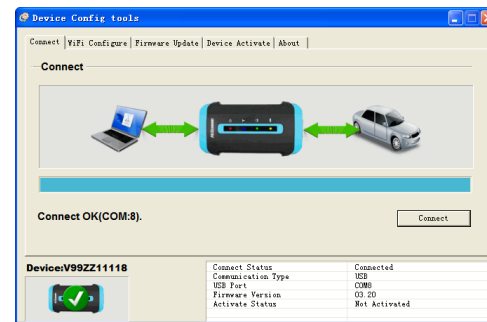 Device Config tools
Connect WiFi Configure Firmware Update Device Activate About
Connect
Connect OK(COM:8).
Connect
Device:V99ZZ11118
Connect Status Connected
Communication Type USB
USB Port COM8
Firmware Version 03.20
Activate Status Not Activated